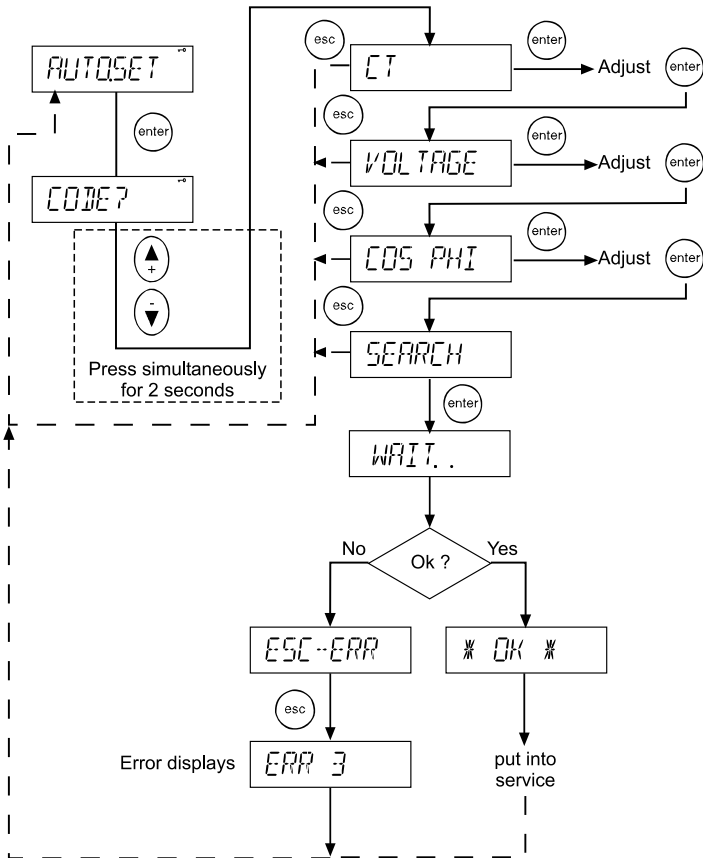 AUTO.SET
enter
CODE?
+
-
Press simultaneously
for 2 seconds
esc
CT
enter
Adjust
enter
esc
VOLTAGE
enter
Adjust
enter
esc
COS PHI
enter
Adjust
enter
esc
SEARCH
enter
WAIT..
Ok ?
No
Yes
ESC-ERR
esc
Error displays
ERR 3
* OK *
put into
service